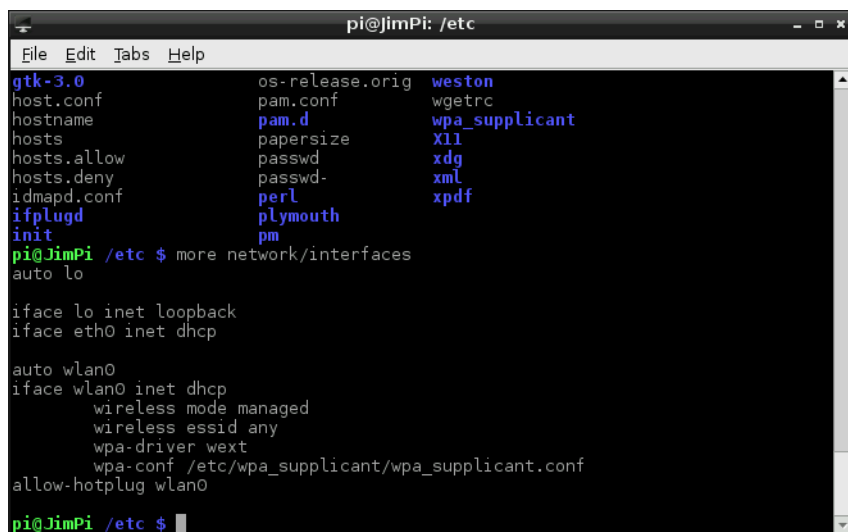 pi@JimPi: /etc
File Edit Tabs Help
gtk-3.0 os-release.orig weston
host.conf pam.conf wgetrc
hostname pam.d wpa_supplicant
hosts papersize X11
hosts.allow passwd xdg
hosts.deny passwd- xml
idmapd.conf perl xpdf
ifplugd plymouth
init pm
pi@JimPi /etc $ more network/interfaces
auto lo
iface lo inet loopback
iface eth0 inet dhcp
auto wlan0
iface wlan0 inet dhcp
wireless mode managed
wireless essid any
wpa-driver wext
wpa-conf /etc/wpa_supplicant/wpa_supplicant.conf
allow-hotplug wlan0
pi@JimPi /etc $